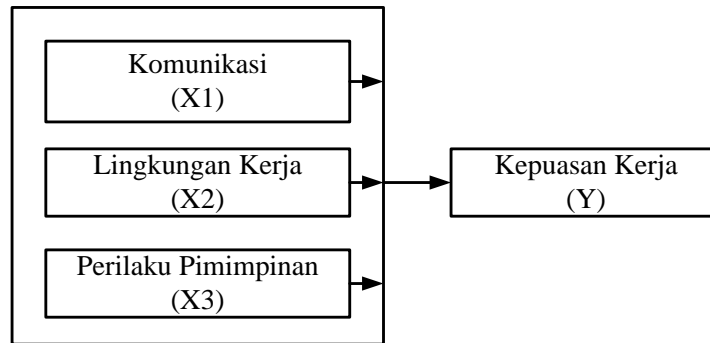 Komunikasi
(X1)
Lingkungan Kerja
(X2)
Kepuasan Kerja
(Y)
Perilaku Pimimpinan
(X3)